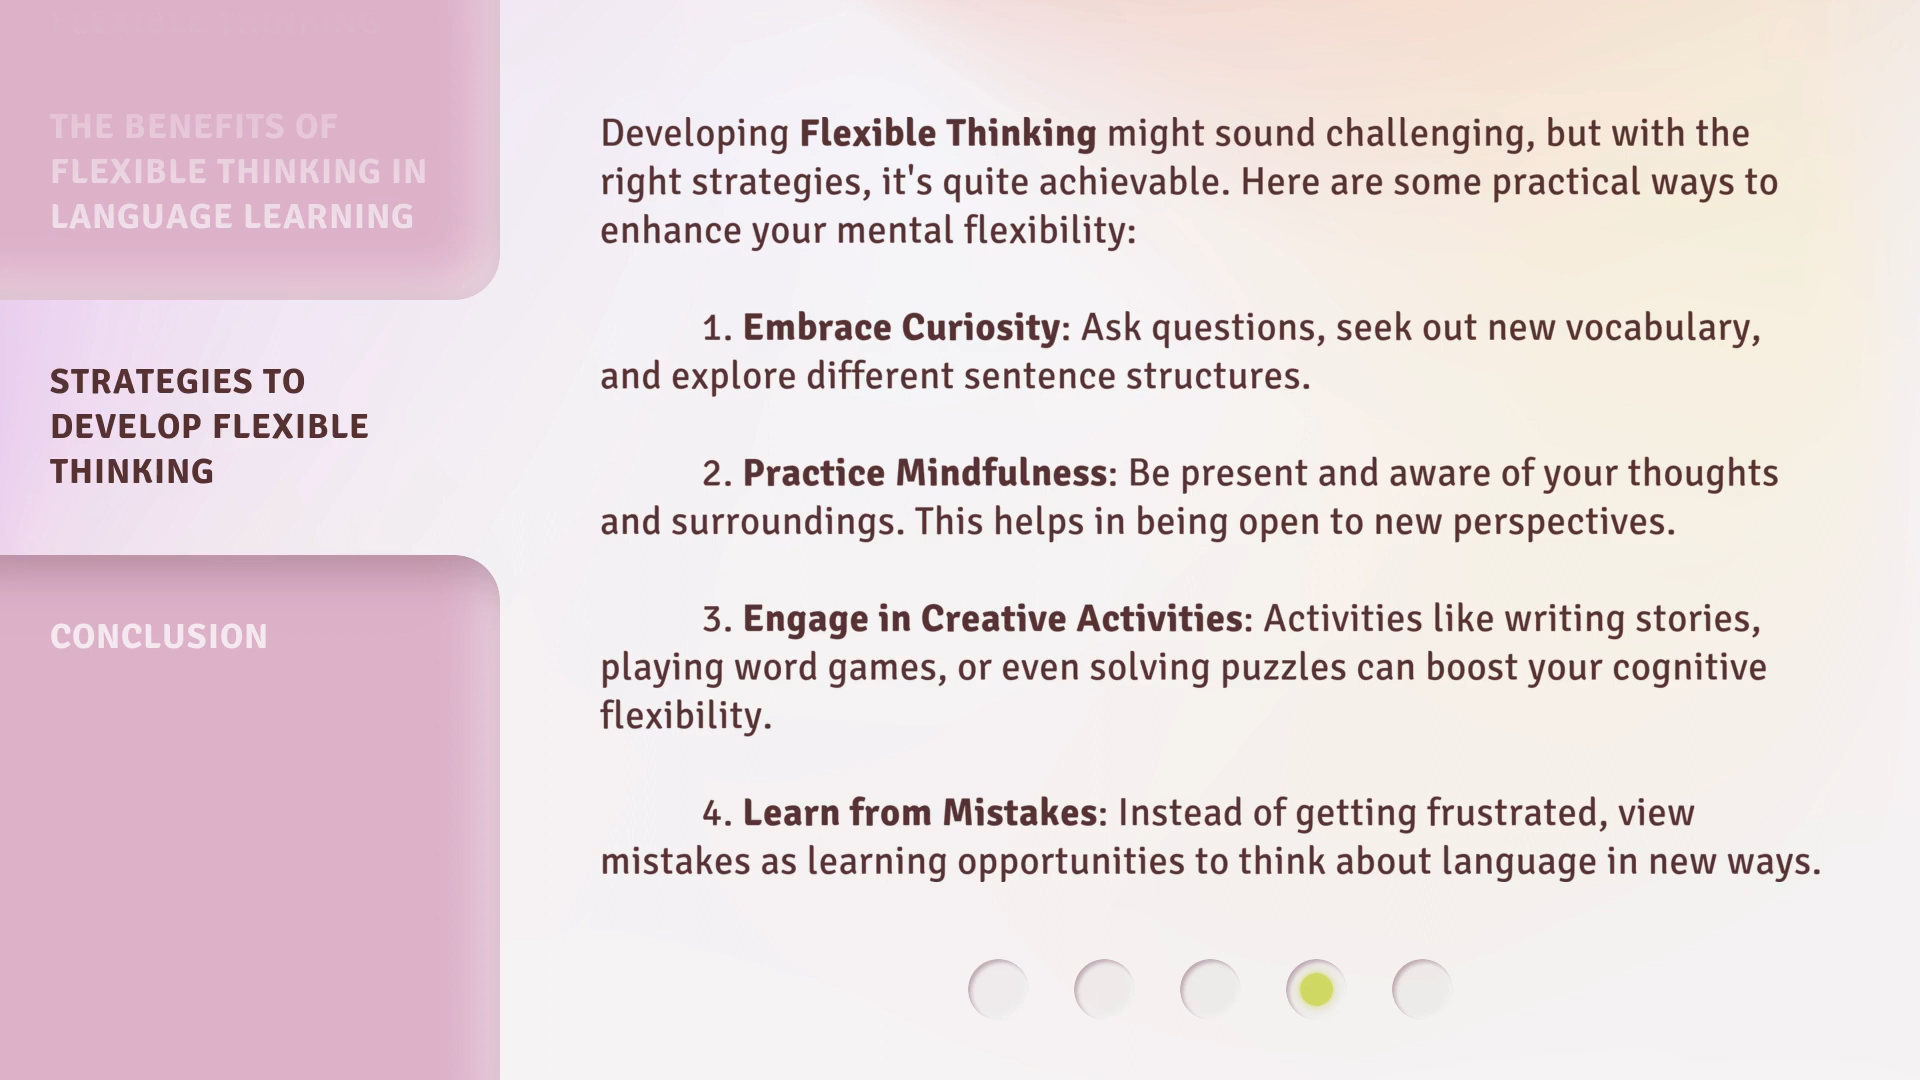 THE BENEFITS OF
FLEXIBLE THINKING IN
LANGUAGE LEARNING
STRATEGIES TO
DEVELOP FLEXIBLE
THINKING
CONCLUSION
Developing Flexible Thinking might sound challenging, but with the
right strategies, it's quite achievable. Here are some practical ways to
enhance your mental flexibility:
1. Embrace Curiosity: Ask questions, seek out new vocabulary,
and explore different sentence structures.
2. Practice Mindfulness: Be present and aware of your thoughts
and surroundings. This helps in being open to new perspectives.
3. Engage in Creative Activities: Activities like writing stories,
playing word games, or even solving puzzles can boost your cognitive
flexibility.
4. Learn from Mistakes: Instead of getting frustrated, view
mistakes as learning opportunities to think about language in new ways.